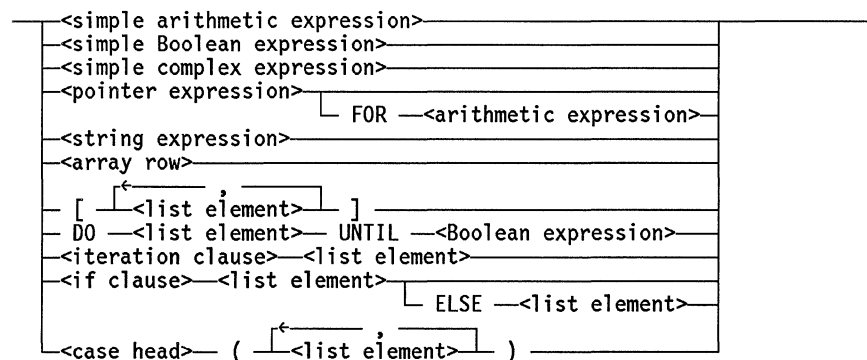 <simple arithmetic expression>
<simple Boolean expression>
<simple complex expression>
<pointer expression>
FOR <arithmetic expression>
<string expression>
<array row>
,
[ <list element> ]
DO <list element> UNTIL <Boolean expression>
<iteration clause> <list element>
<if clause> <list element>
ELSE <list element>
,
<case head> ( <list element> )